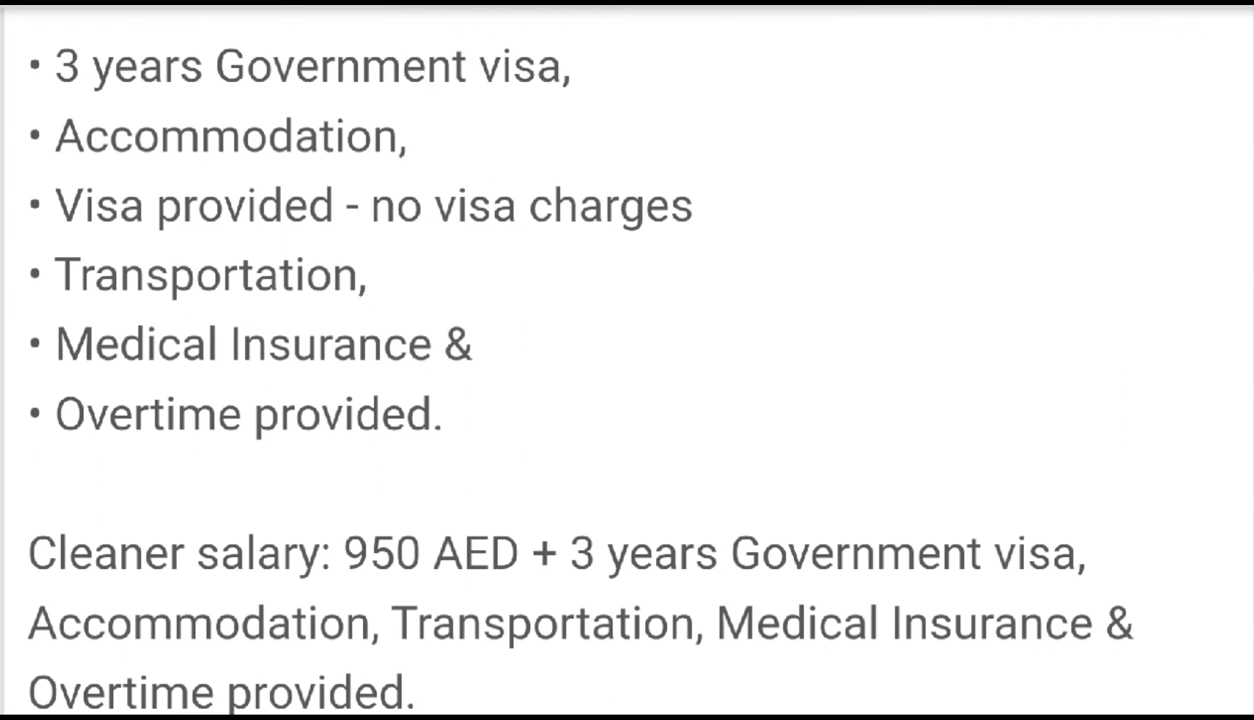 • 3 years Government visa,
• Accommodation,
• Visa provided - no visa charges
• Transportation,
• Medical Insurance &
• Overtime provided.
Cleaner salary: 950 AED + 3 years Government visa,
Accommodation, Transportation, Medical Insurance &
Overtime provided.